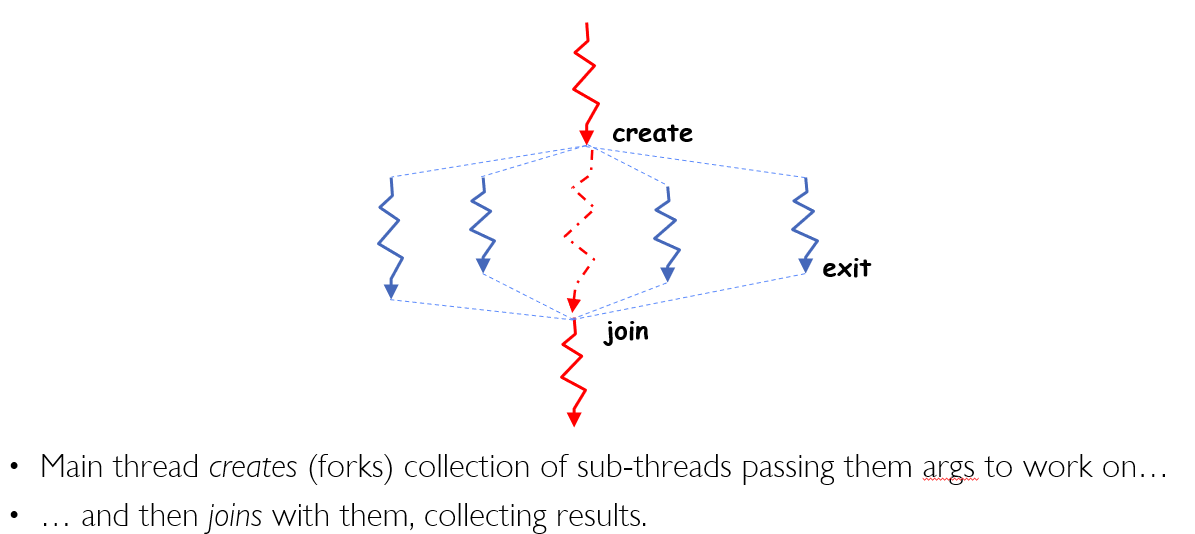 create
exit
join
• Main thread creates (forks) collection of sub-threads passing them args to work on…
• … and then joins with them, collecting results.